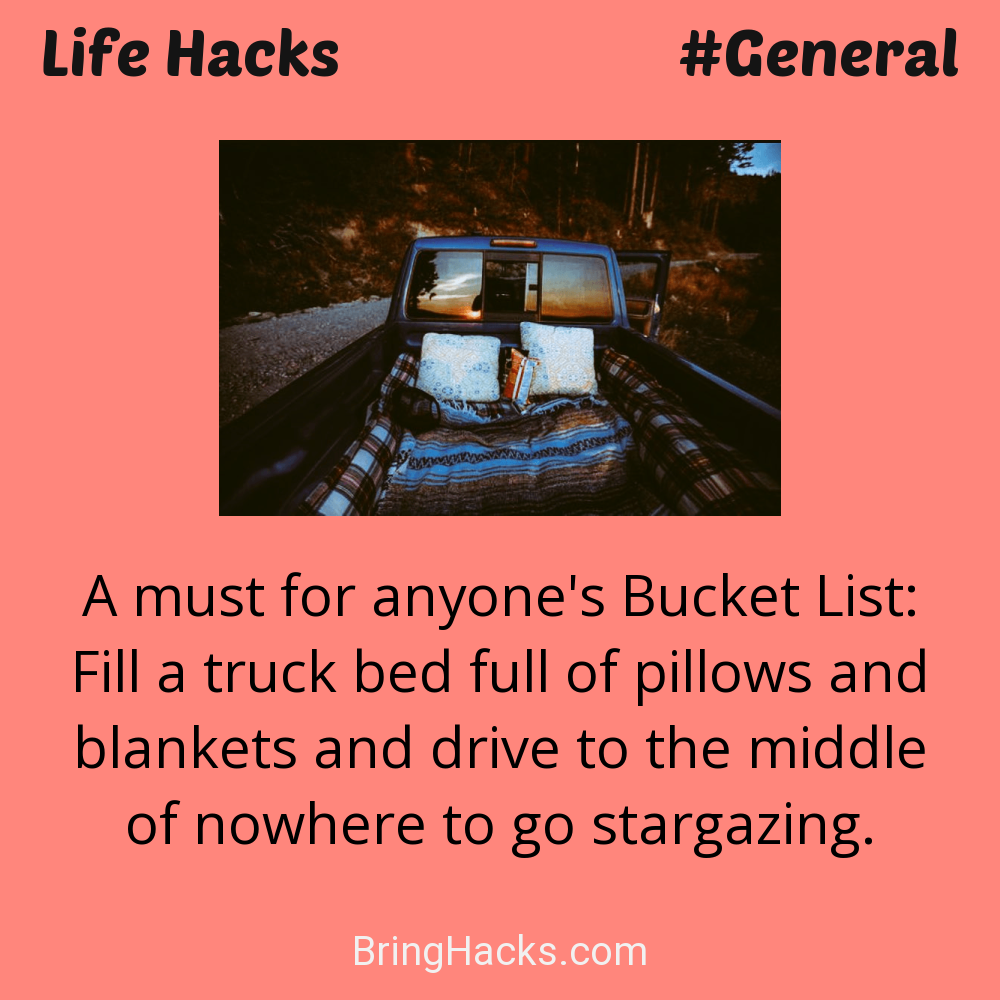 Life Hacks
#General
A must for anyone's Bucket List:
Fill a truck bed full of pillows and
blankets and drive to the middle
of nowhere to go stargazing.
BringHacks.com